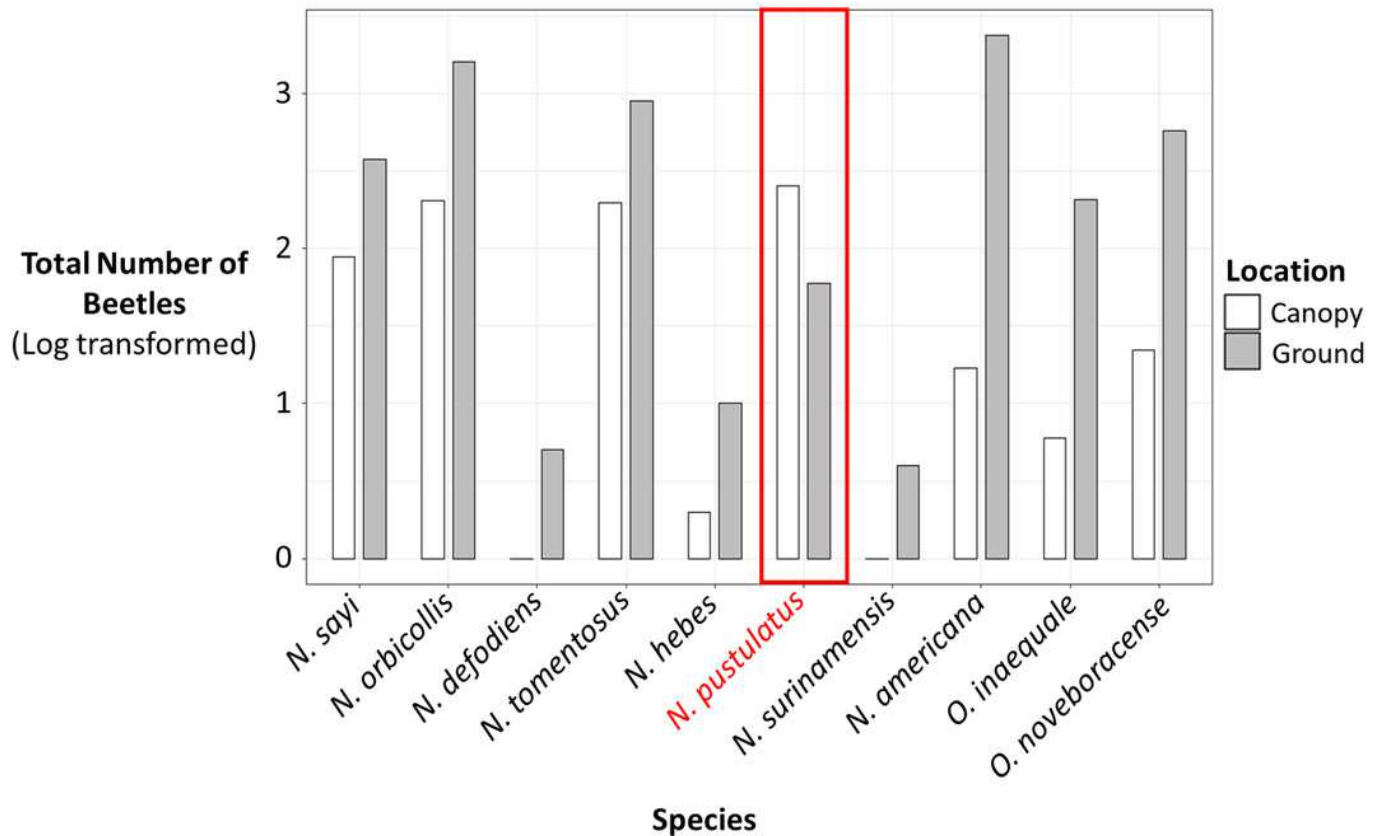 3
2
1
0
Total Number of
Beetles
(Log transformed)
Location
Canopy
Ground
N. sayi
N. orbicollis
N. defodiens
N. tomentosus
N. hebes
N. pustulatus
N. surinamensis
N. americana
O. inaequale
O. noveboracense
Species